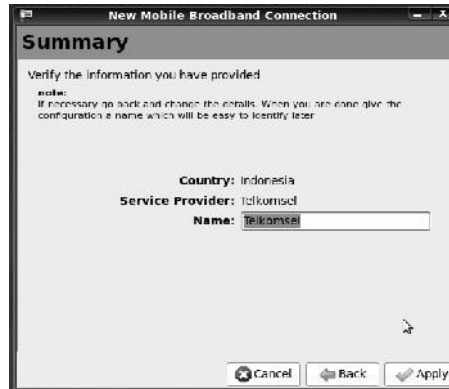 New Mobile Broadband Connection
Summary
Verify the information you have provided
note:
If necessary go back and change the details. When you are done give the
configuration a name which will be easy to identify later
Country: Indonesia
Service Provider: Telkomsel
Name: Telkomsel
Cancel Back Apply